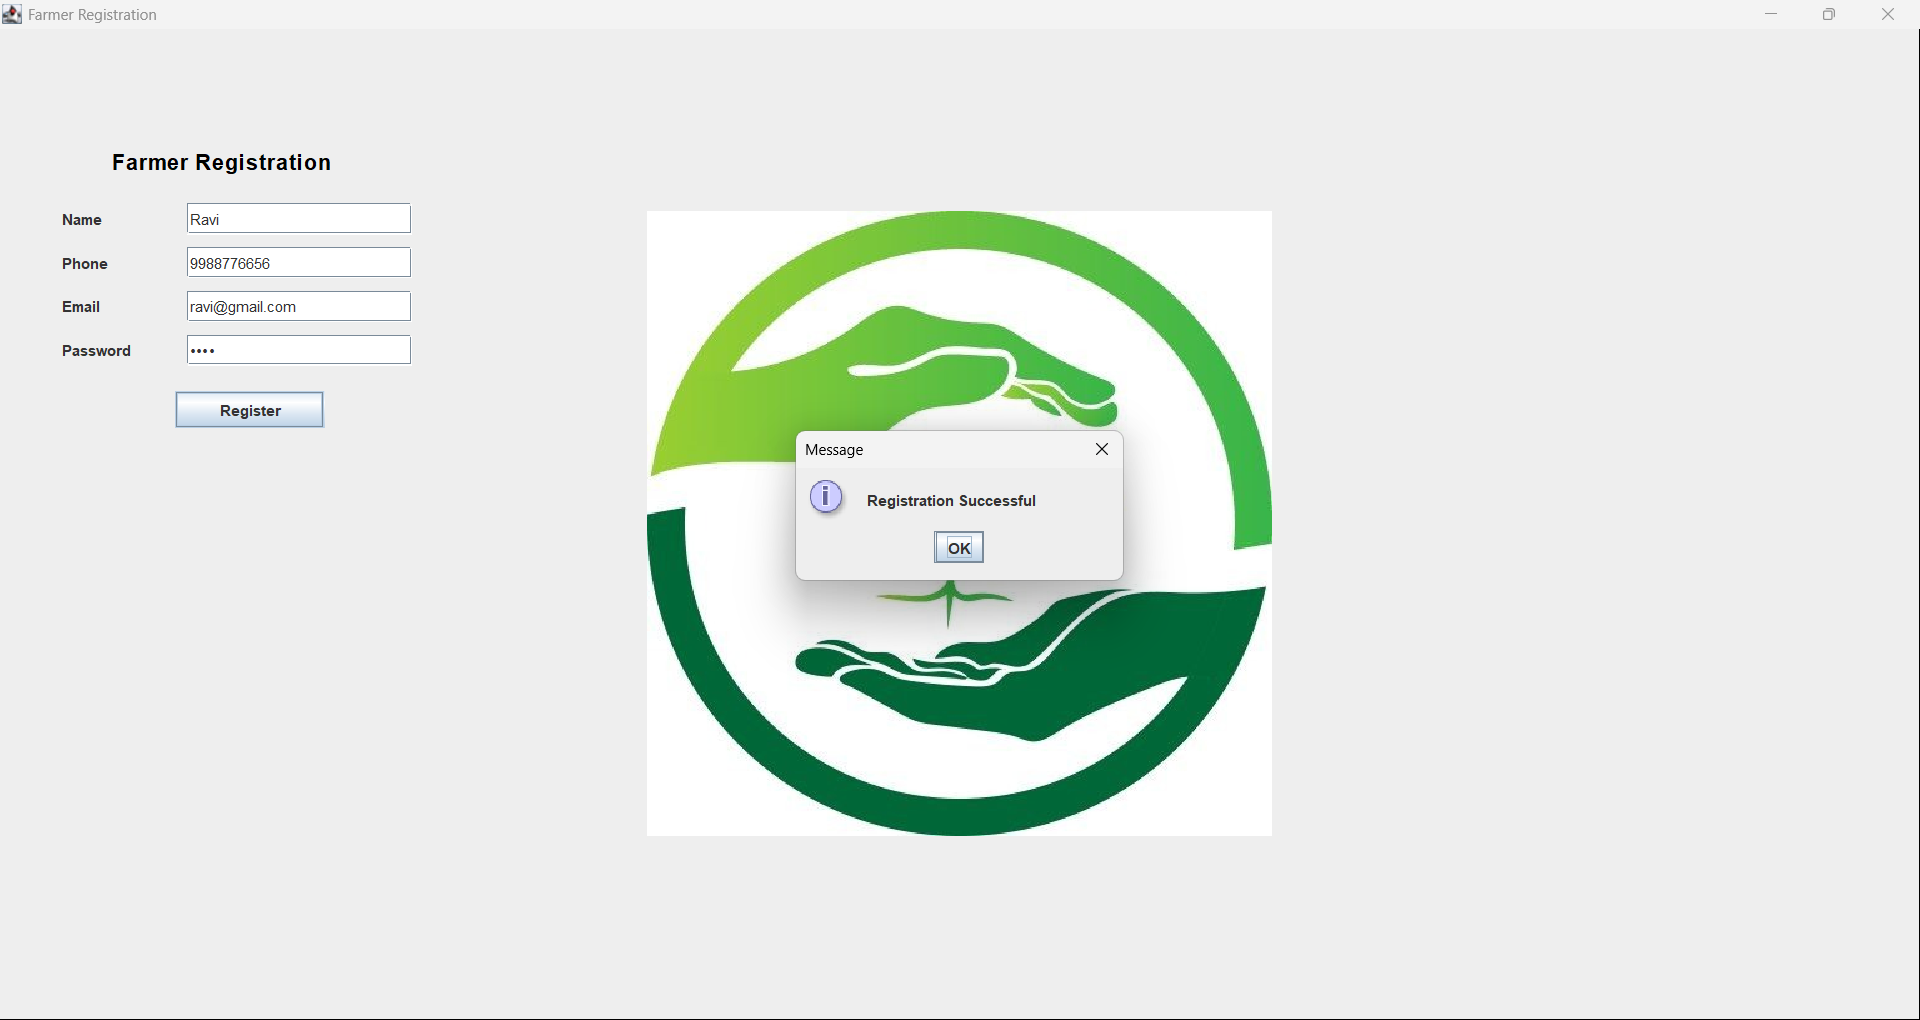 Farmer Registration
Farmer Registration
Name
Ravi
Phone
9988776656
Email
ravi@gmail.com
Password
••••
Register
Message
i
Registration Successful
OK